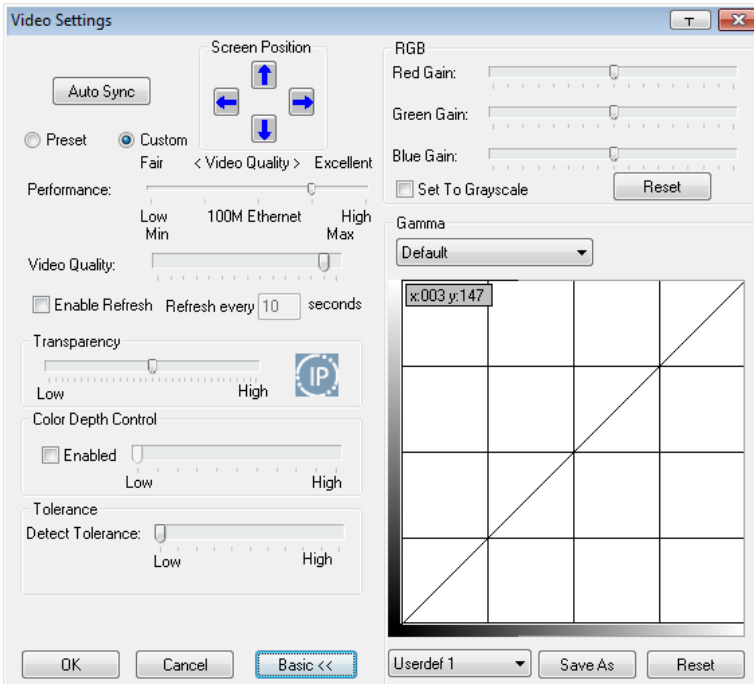 Video Settings
Screen Position
Auto Sync
Preset
Custom
Fair < Video Quality > Excellent
Performance:
Low 100M Ethernet High
Min Max
Video Quality:
Enable Refresh Refresh every 10 seconds
Transparency
Low High
IP
Color Depth Control
Enabled
Low High
Tolerance
Detect Tolerance:
Low High
OK Cancel Basic <<
RGB
Red Gain:
Green Gain:
Blue Gain:
Set To Grayscale Reset
Gamma
Default
x:003 y:147
Userdef 1 Save As Reset